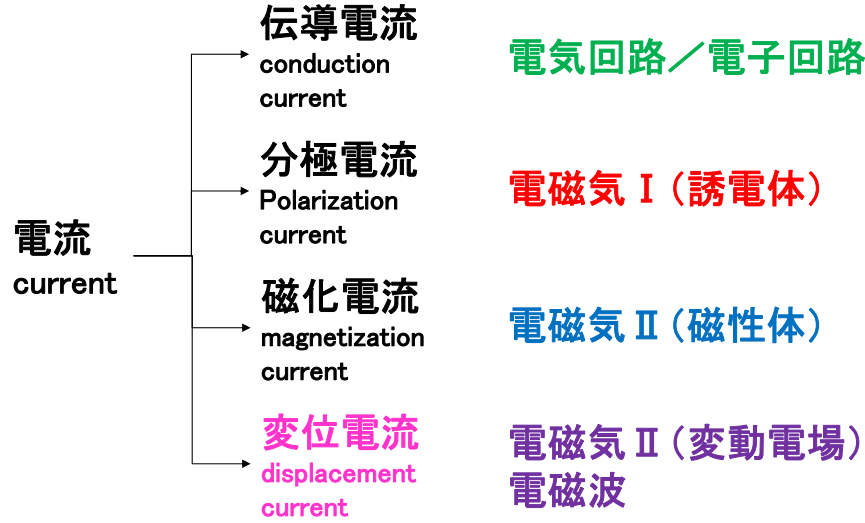 伝導電流
conduction
current
電気回路／電子回路
分極電流
Polarization
current
電磁気Ⅰ（誘電体）
電流
current
磁化電流
magnetization
current
電磁気Ⅱ（磁性体）
変位電流
displacement
current
電磁気Ⅱ（変動電場）
電磁波